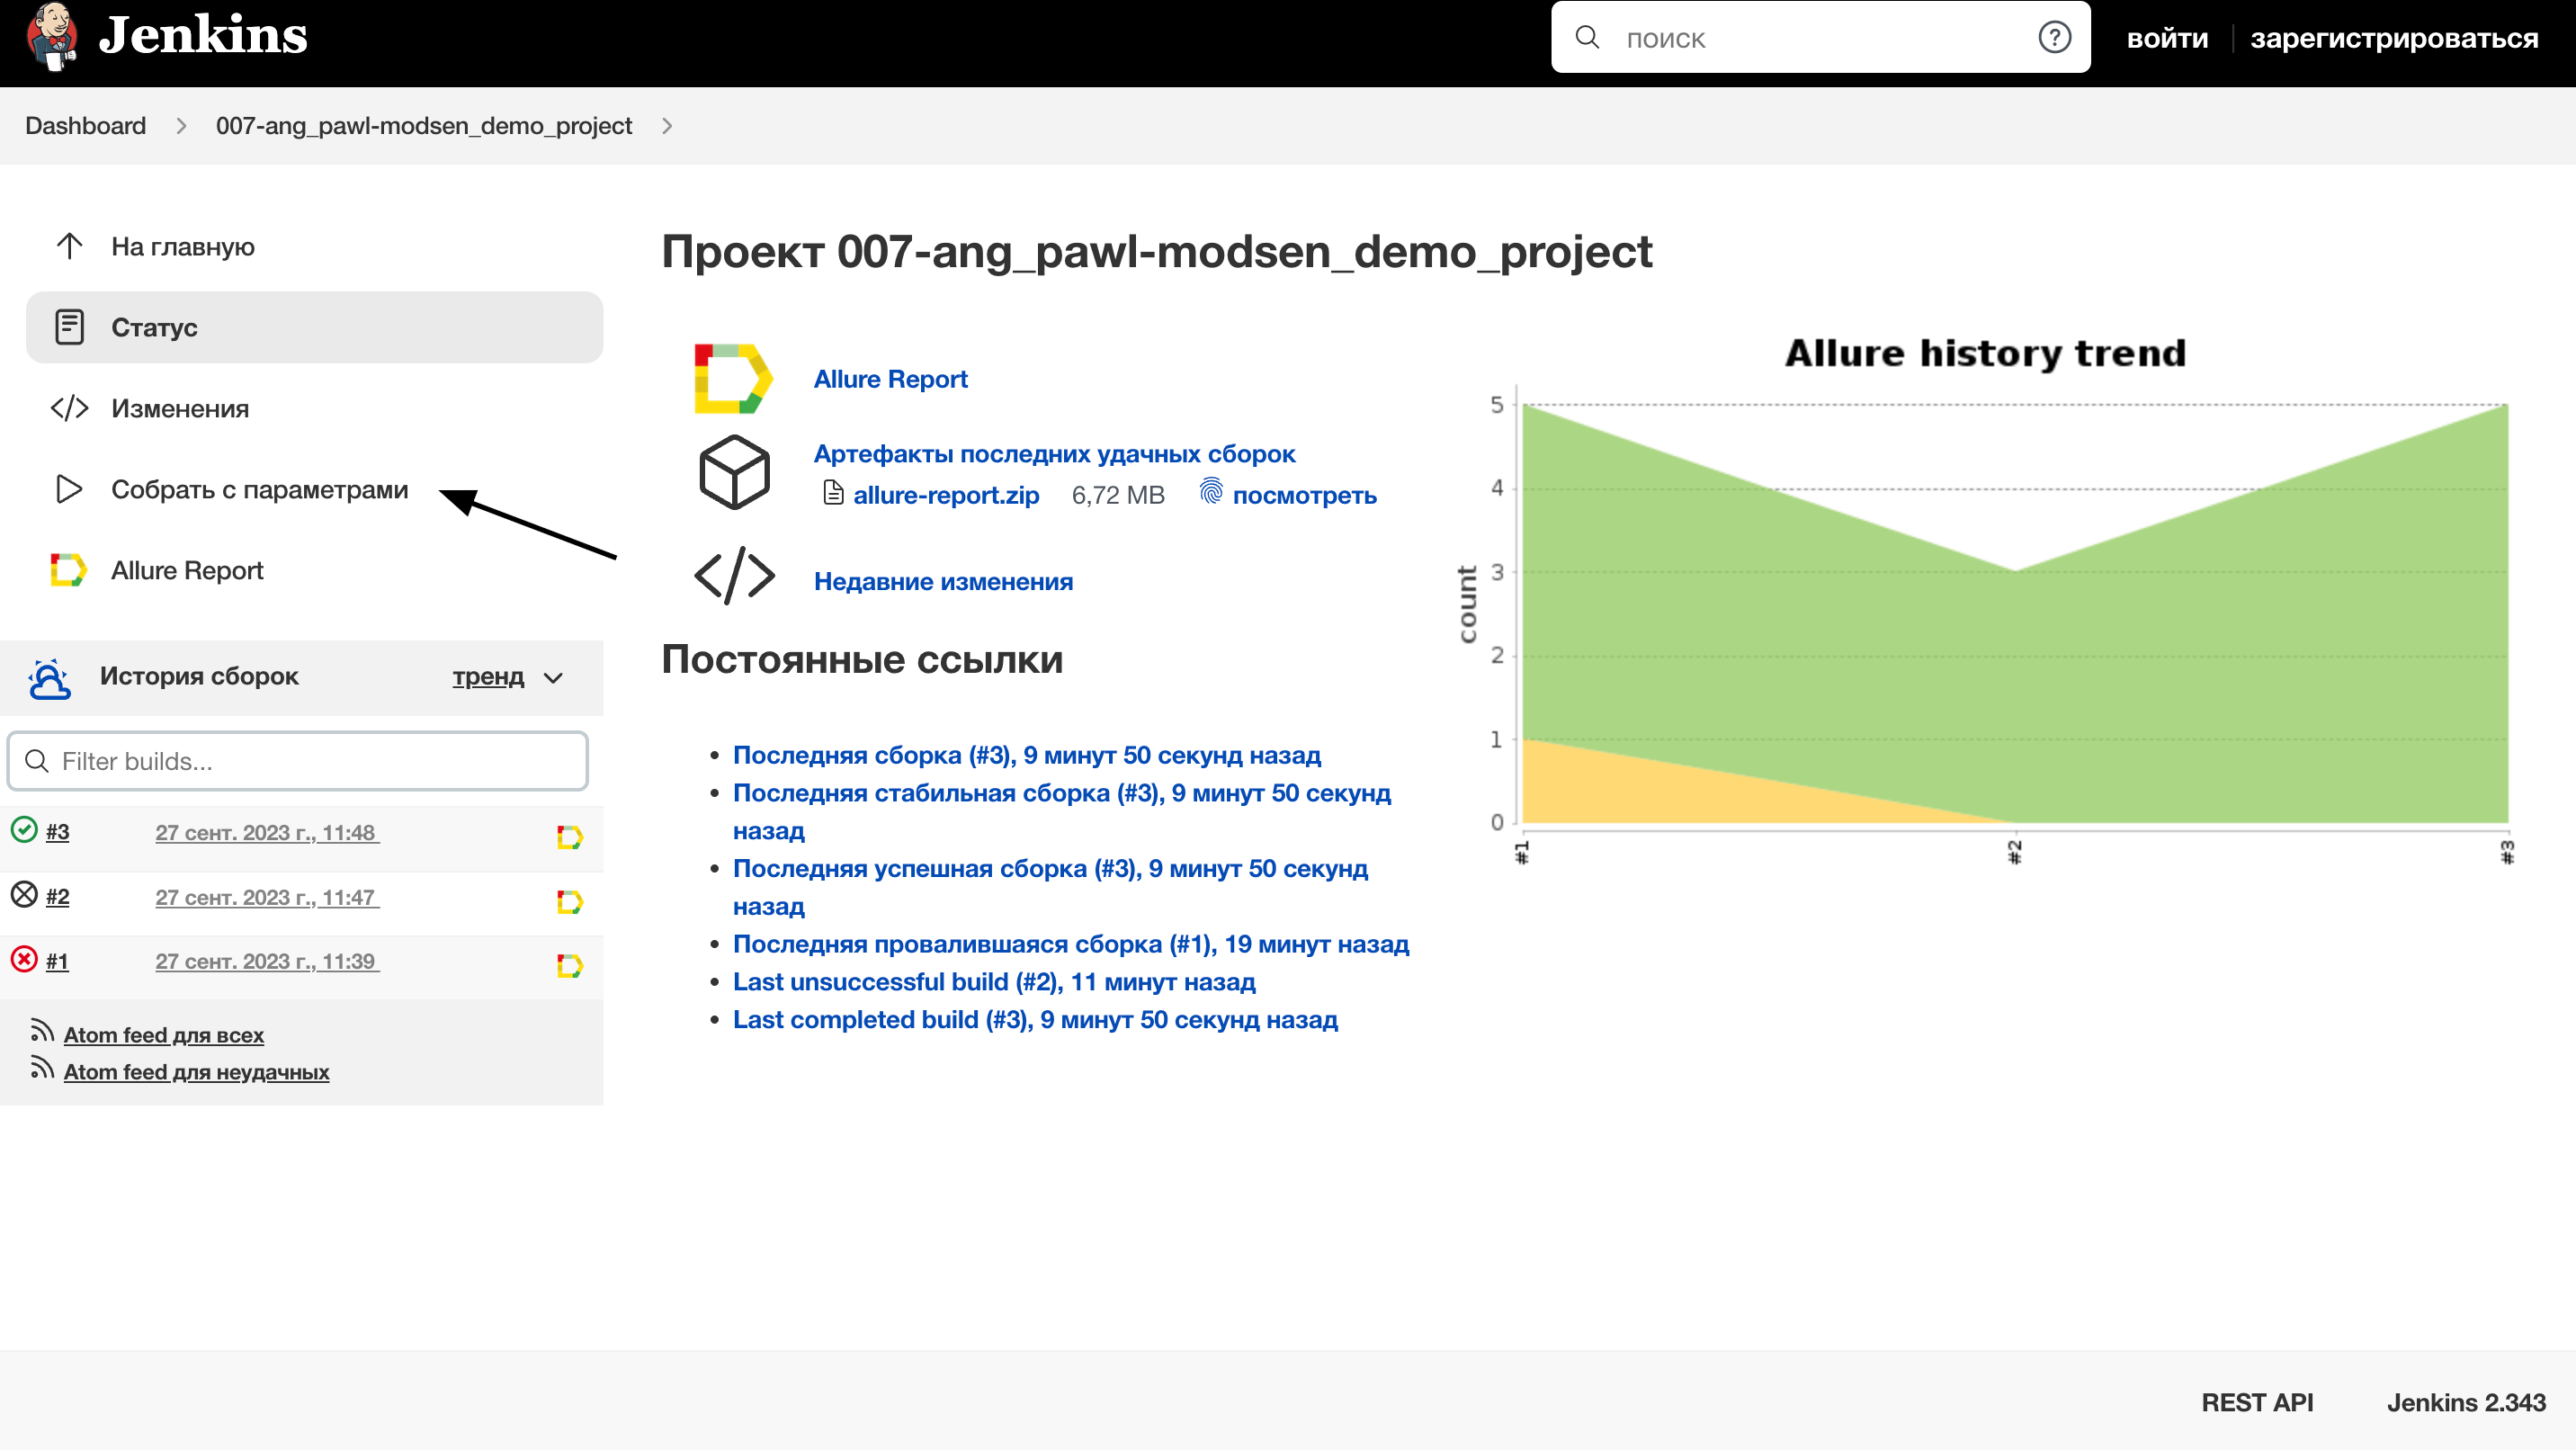 Jenkins
поиск
войти
зарегистрироваться
Dashboard
007-ang_pawl-modsen_demo_project
На главную
Статус
Изменения
Собрать с параметрами
Allure Report
История сборок
тренд
Filter builds...
#3 27 сент. 2023 г., 11:48
#2 27 сент. 2023 г., 11:47
#1 27 сент. 2023 г., 11:39
Atom feed для всех
Atom feed для неудачных
Проект 007-ang_pawl-modsen_demo_project
Allure Report
Артефакты последних удачных сборок
allure-report.zip 6,72 MB посмотреть
Недавние изменения
Постоянные ссылки
Последняя сборка (#3), 9 минут 50 секунд назад
Последняя стабильная сборка (#3), 9 минут 50 секунд
назад
Последняя успешная сборка (#3), 9 минут 50 секунд
назад
Последняя провалившаяся сборка (#1), 19 минут назад
Last unsuccessful build (#2), 11 минут назад
Last completed build (#3), 9 минут 50 секунд назад
Allure history trend
count
5
4
3
2
1
0
#1
#2
#3
REST API
Jenkins 2.343